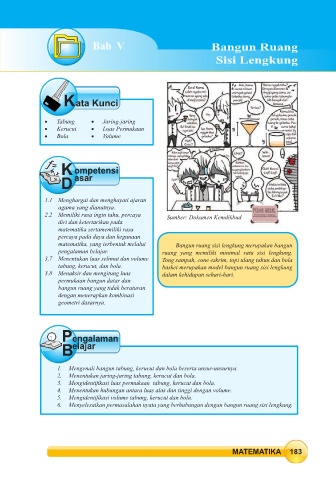 Bab V
Bangun Ruang
Sisi Lengkung
Kata Kunci
• Tabung
• Kerucut
• Bola
• Jaring-jaring
• Luas Permukaan
• Volume
Kompetensi
Dasar
1.1 Menghargai dan menghayati ajaran
agama yang dianutnya.
2.2 Memiliki rasa ingin tahu, percaya
diri dan ketertarikan pada
matematika sertamemiliki rasa
percaya pada daya dan kegunaan
matematika, yang terbentuk melalui
pengalaman belajar.
3.7 Menentukan luas selimut dan volume
tabung, kerucut, dan bola.
3.8 Menaksir dan menghitung luas
permukaan bangun datar dan
bangun ruang yang tidak beraturan
dengan menerapkan kombinasi
geometri dasarnya.
Sumber: Dokumen Kemdikbud
Bangun ruang sisi lengkung merupakan bangun
ruang yang memiliki minimal satu sisi lengkung.
Tong sampah, cone eskrim, topi ulang tahun dan bola
basket merupakan model bangun ruang sisi lengkung
dalam kehidupan sehari-hari.
Pengalaman
Belajar
1. Mengenali bangun tabung, kerucut dan bola beserta unsur-unsurnya.
2. Menentukan jaring-jaring tabung, kerucut dan bola.
3. Mengidentifikasi luas permukaan tabung, kerucut dan bola.
4. Menentukan hubungan antara luas alas dan tinggi dengan volume.
5. Mengidentifikasi volume tabung, kerucut dan bola.
6. Menyelesaikan permasalahan nyata yang berhubungan dengan bangun ruang sisi lengkung.
MATEMATIKA 183